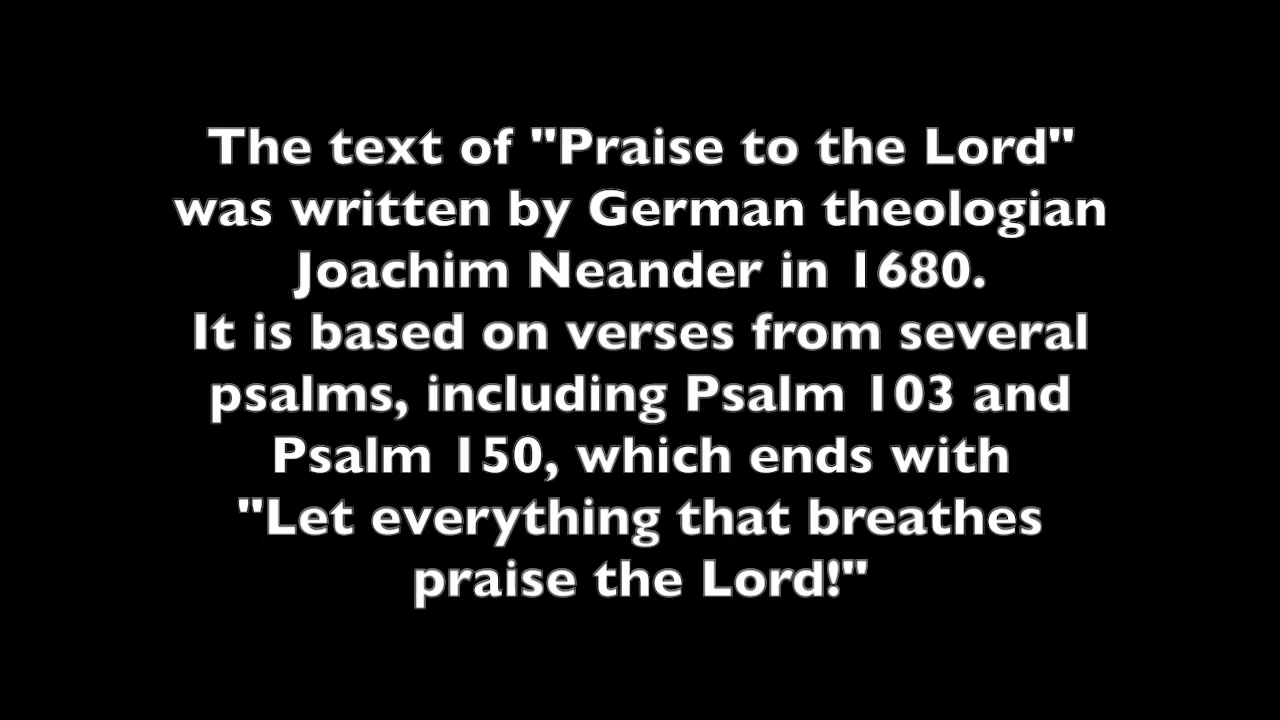 The text of "Praise to the Lord"
was written by German theologian
Joachim Neander in 1680.
It is based on verses from several
psalms, including Psalm 103 and
Psalm 150, which ends with
"Let everything that breathes
praise the Lord!"